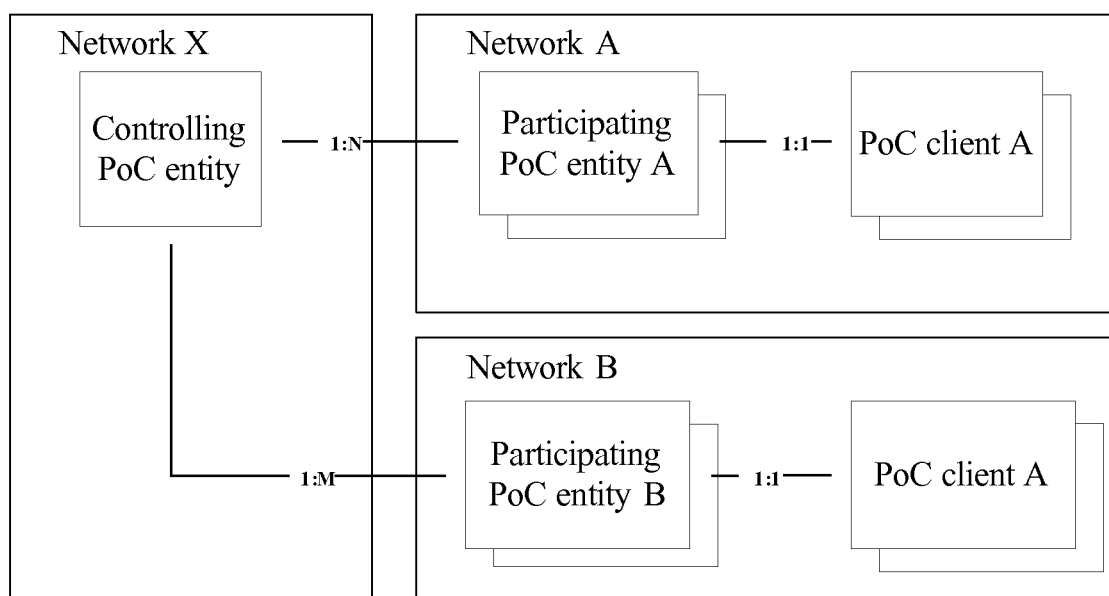 Network X
Controlling
PoC entity
1:N
Network A
Participating
PoC entity A
1:1
PoC client A
1:M
Network B
Participating
PoC entity B
1:1
PoC client A